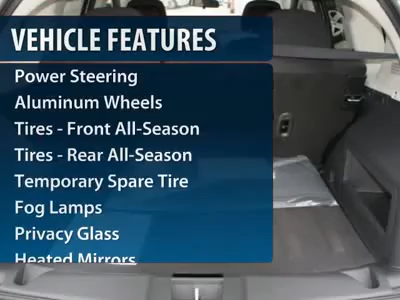 VEHICLE FEATURES
Power Steering
Aluminum Wheels
Tires - Front All-Season
Tires - Rear All-Season
Temporary Spare Tire
Fog Lamps
Privacy Glass
Heated Mirrors